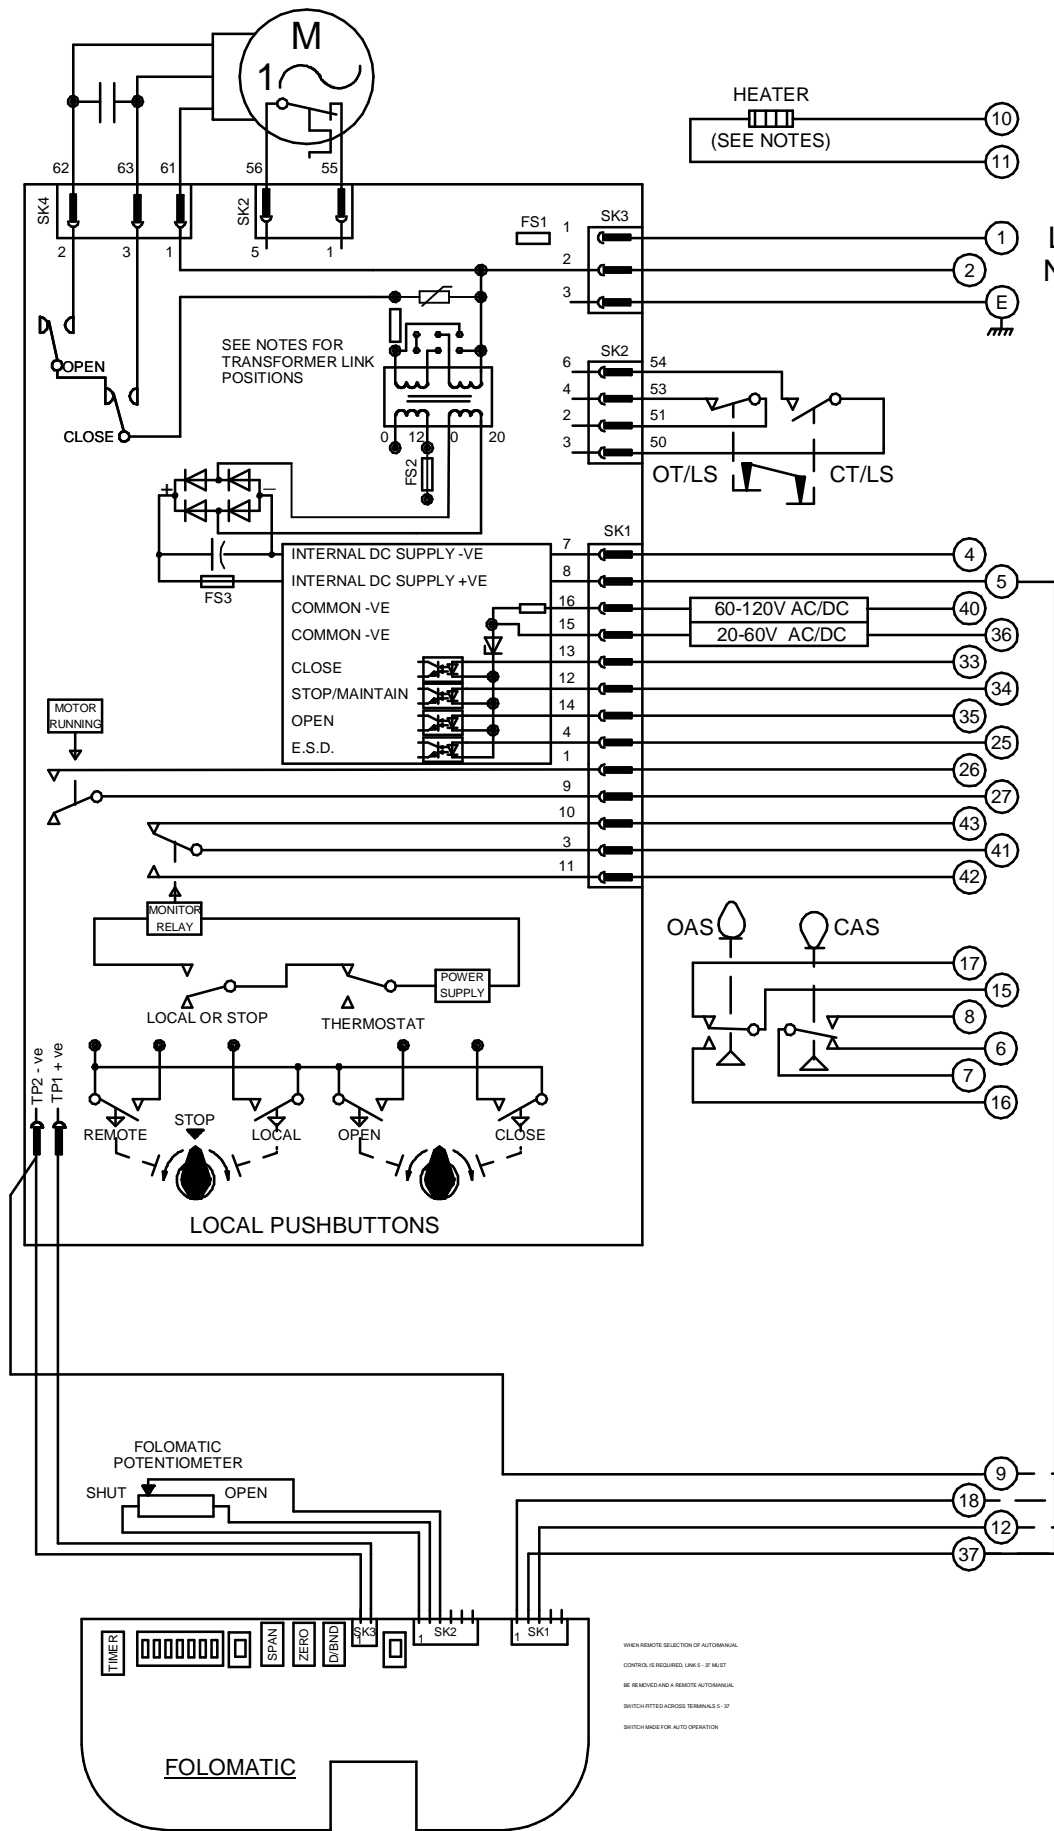 M
1
HEATER
(SEE NOTES)
10
11
62 63 61 56 55
SK4
SK2
2 3 1 5 1
FS1
SK3
1
2
3
1
2
E
L
N
SEE NOTES FOR
TRANSFORMER LINK
POSITIONS
OPEN
CLOSE
0 12 0 20
FS2
SK2
6 54
4 53
2 51
3 50
OT/LS
CT/LS
+ –
FS3
SK1
INTERNAL DC SUPPLY -VE 7 4
INTERNAL DC SUPPLY +VE 8 5
COMMON -VE 16 60-120V AC/DC 40
COMMON -VE 15 20-60V AC/DC 36
CLOSE 13 33
STOP/MAINTAIN 12 34
OPEN 14 35
E.S.D. 4 25
1 26
9 27
10 43
3 41
11 42
MOTOR
RUNNING
MONITOR
RELAY
POWER
SUPPLY
LOCAL OR STOP
THERMOSTAT
OAS
CAS
17
15
8
6
7
16
TP2 - ve
TP1 + ve
REMOTE
STOP
LOCAL
OPEN
CLOSE
LOCAL PUSHBUTTONS
FOLOMATIC
POTENTIOMETER
SHUT
OPEN
9
18
12
37
TIMER
SPAN
ZERO
D/BND
SK3
1
SK2
1
SK1
1
FOLOMATIC
WHEN REMOTE SELECTION OF AUTO/MANUAL
CONTROL IS REQUIRED, LINK 5 - 37 MUST
BE REMOVED AND A REMOTE AUTO/MANUAL
SWITCH FITTED ACROSS TERMINALS 5 - 37
SWITCH MADE FOR AUTO OPERATION